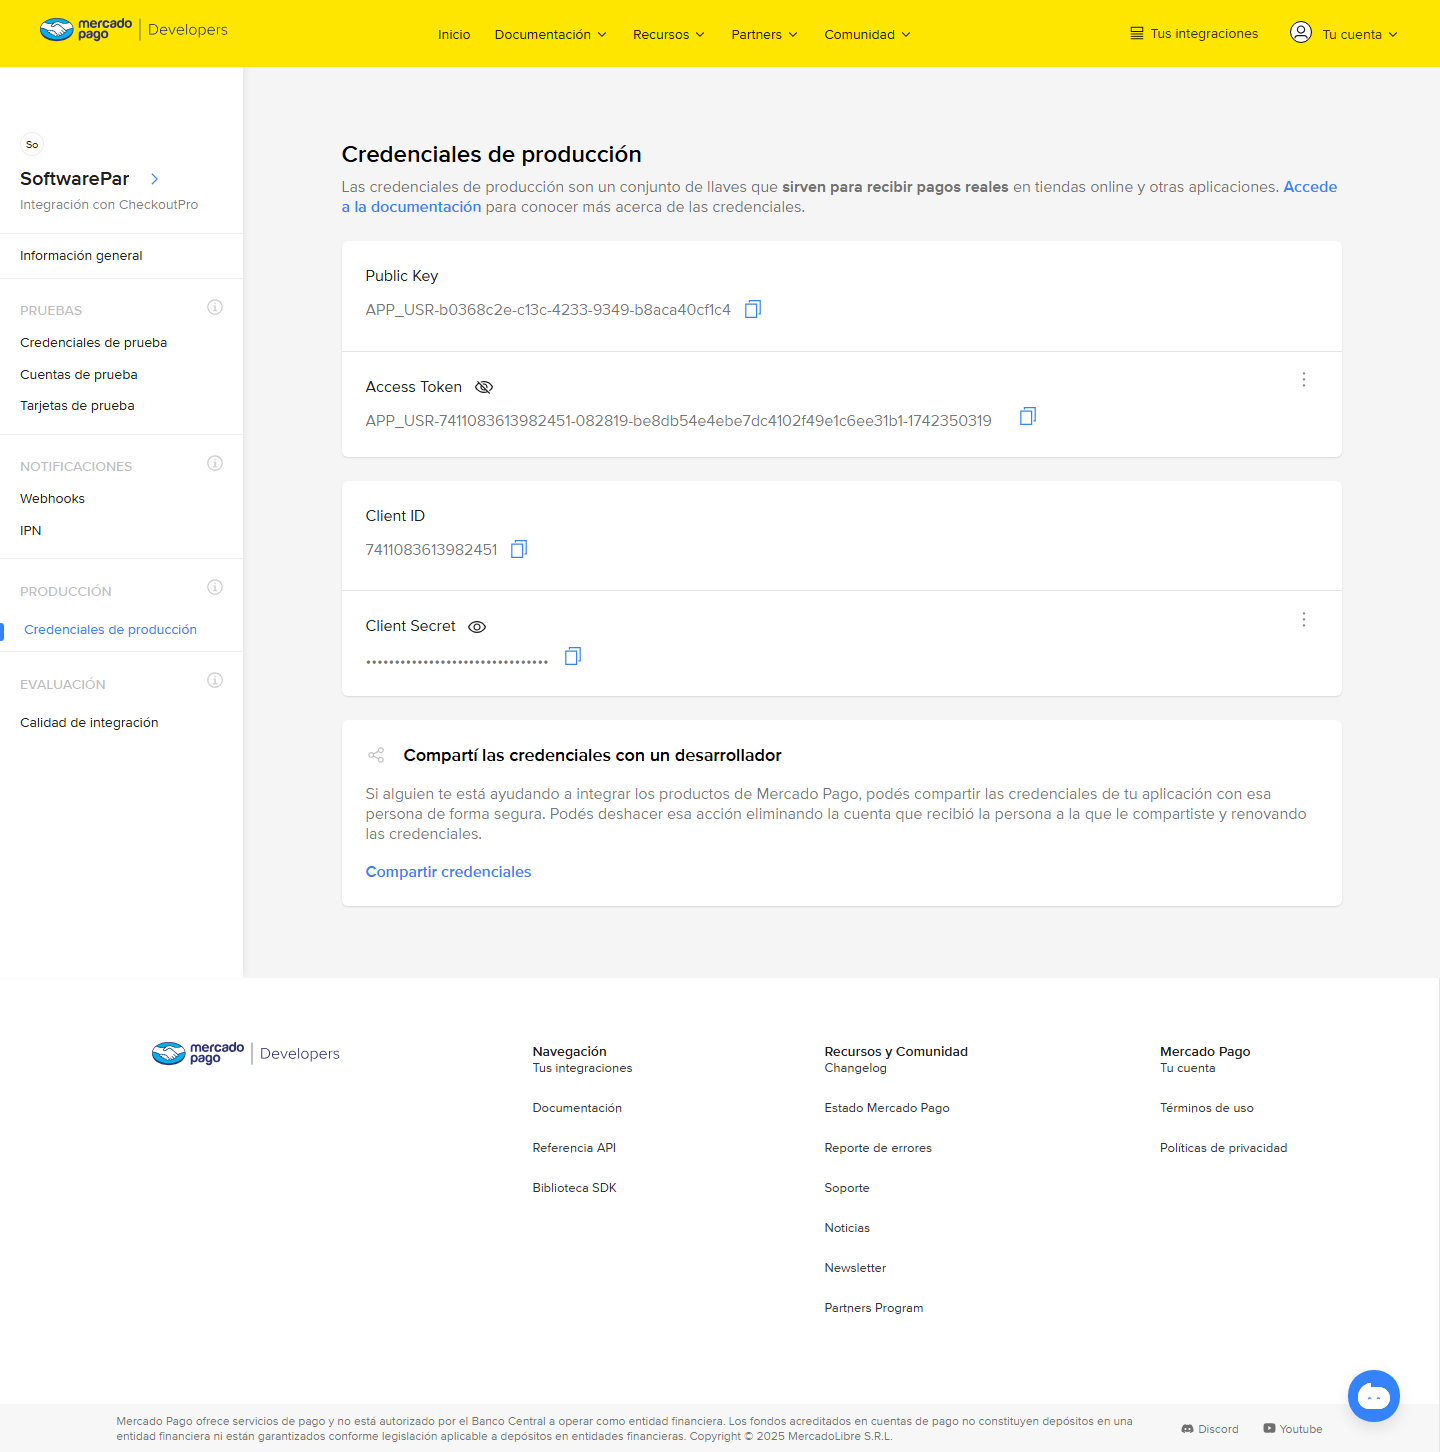 mercado pago | Developers
Inicio
Documentación
Recursos
Partners
Comunidad
Tus integraciones
Tu cuenta
So
SoftwarePar
Integración con CheckoutPro
Información general
PRUEBAS
Credenciales de prueba
Cuentas de prueba
Tarjetas de prueba
NOTIFICACIONES
Webhooks
IPN
PRODUCCIÓN
Credenciales de producción
EVALUACIÓN
Calidad de integración
Credenciales de producción
Las credenciales de producción son un conjunto de llaves que sirven para recibir pagos reales en tiendas online y otras aplicaciones. Accede
a la documentación para conocer más acerca de las credenciales.
Public Key
APP_USR-b0368c2e-c13c-4233-9349-b8aca40cf1c4
Access Token
APP_USR-7411083613982451-082819-be8db54e4ebe7dc4102f49e1c6ee31b1-1742350319
Client ID
7411083613982451
Client Secret
••••••••••••••••••••••••••••••••
Compartí las credenciales con un desarrollador
Si alguien te está ayudando a integrar los productos de Mercado Pago, podés compartir las credenciales de tu aplicación con esa
persona de forma segura. Podés deshacer esa acción eliminando la cuenta que recibió la persona a la que le compartiste y renovando
las credenciales.
Compartir credenciales
mercado pago | Developers
Navegación
Tus integraciones
Documentación
Referencia API
Biblioteca SDK
Recursos y Comunidad
Changelog
Estado Mercado Pago
Reporte de errores
Soporte
Noticias
Newsletter
Partners Program
Mercado Pago
Tu cuenta
Términos de uso
Políticas de privacidad
Mercado Pago ofrece servicios de pago y no está autorizado por el Banco Central a operar como entidad financiera. Los fondos acreditados en cuentas de pago no constituyen depósitos en una
entidad financiera ni están garantizados conforme legislación aplicable a depósitos en entidades financieras. Copyright © 2025 MercadoLibre S.R.L.
Discord
Youtube